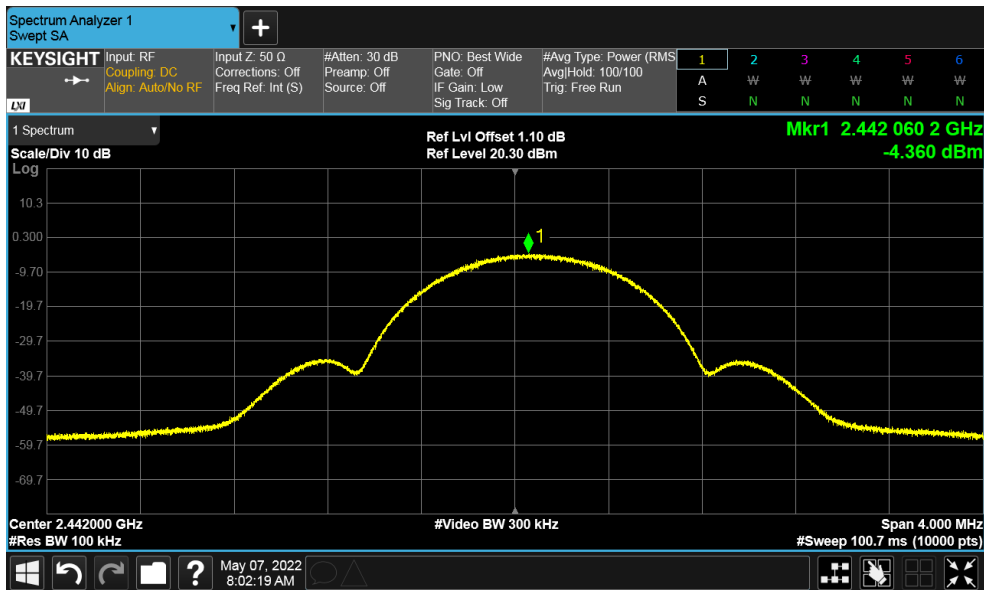 Spectrum Analyzer 1
Swept SA
+
KEYSIGHT
LXI
Input: RF
Coupling: DC
Align: Auto/No RF
Input Z: 50 Ω
Corrections: Off
Freq Ref: Int (S)
#Atten: 30 dB
Preamp: Off
Source: Off
PNO: Best Wide
Gate: Off
IF Gain: Low
Sig Track: Off
#Avg Type: Power (RMS
Avg|Hold: 100/100
Trig: Free Run
1 2 3 4 5 6
A W W W W W
S N N N N N
1 Spectrum
Scale/Div 10 dB
Ref Lvl Offset 1.10 dB
Ref Level 20.30 dBm
Mkr1 2.442 060 2 GHz
-4.360 dBm
Log
10.3
0.300
-9.70
-19.7
-29.7
-39.7
-49.7
-59.7
-69.7
1
Center 2.442000 GHz
#Res BW 100 kHz
#Video BW 300 kHz
Span 4.000 MHz
#Sweep 100.7 ms (10000 pts)
?
May 07, 2022
8:02:19 AM